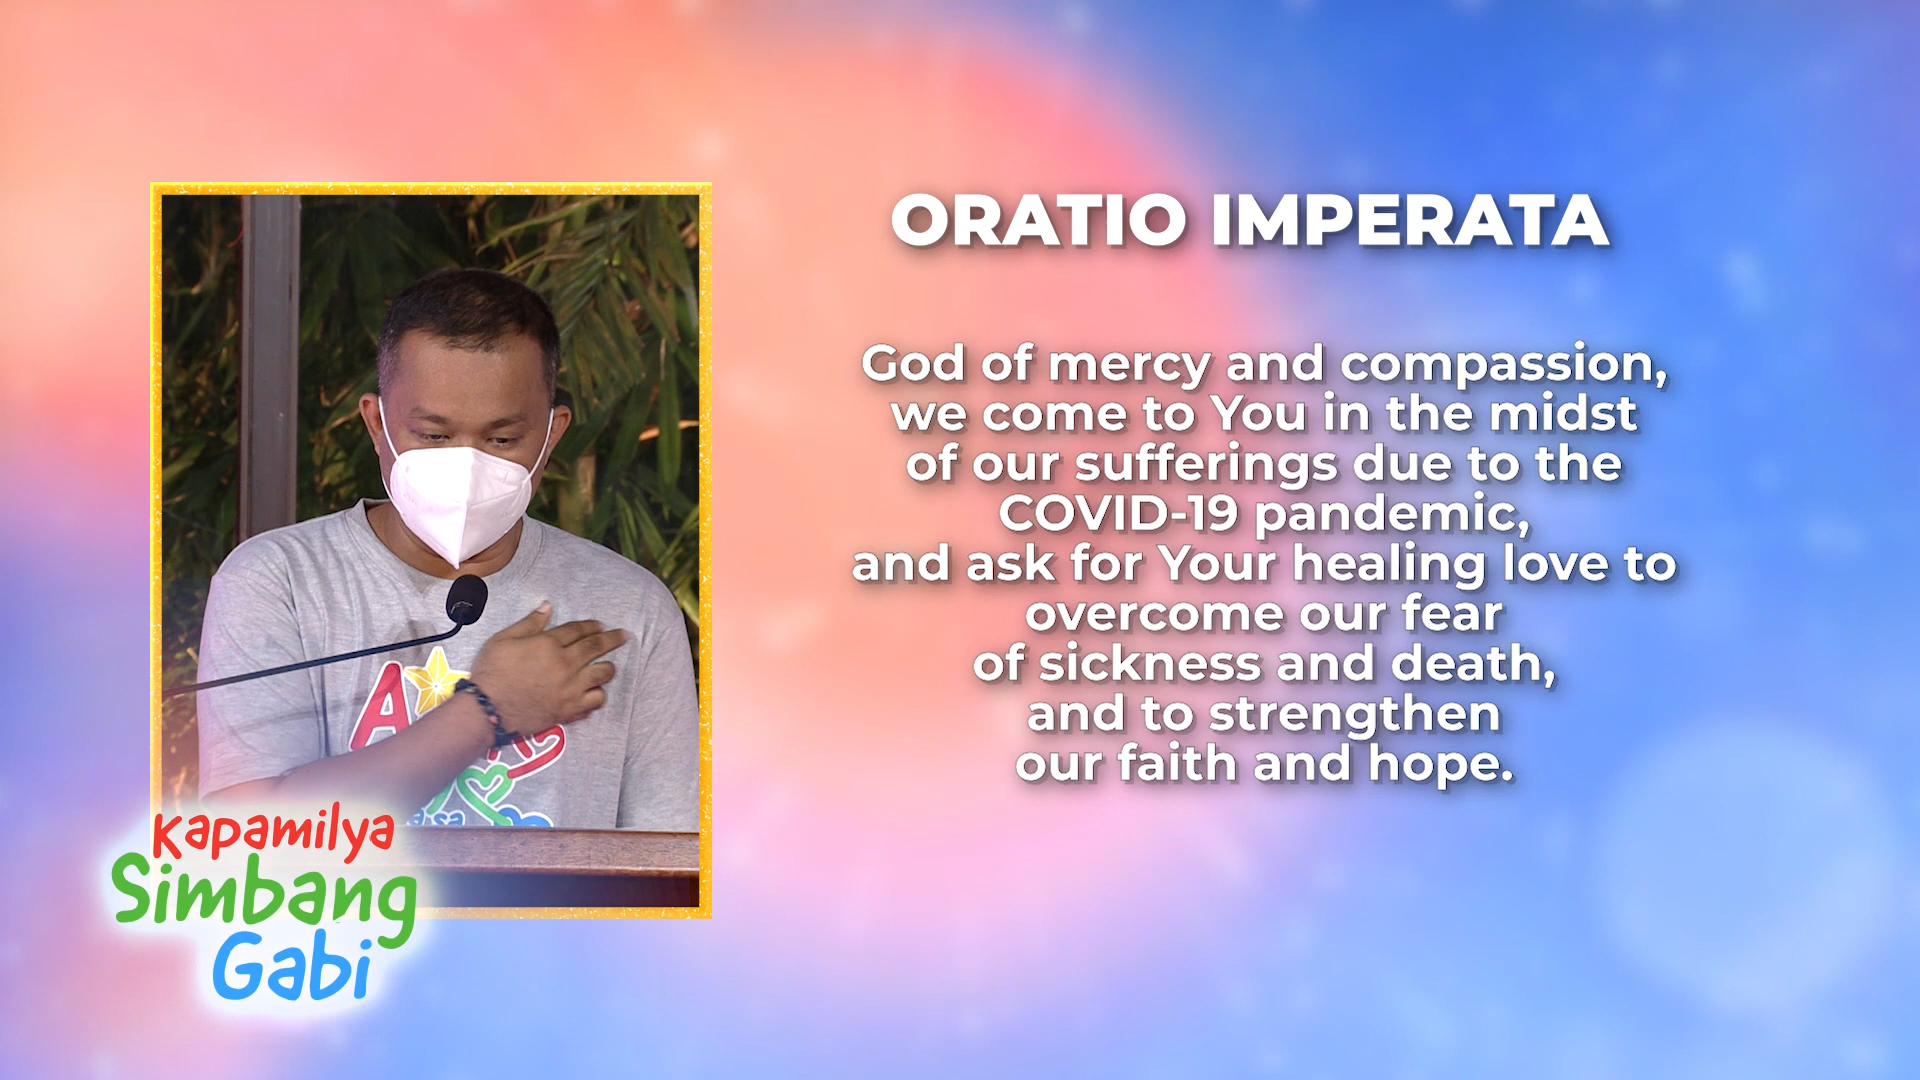 ORATIO IMPERATA
God of mercy and compassion,
we come to You in the midst
of our sufferings due to the
COVID-19 pandemic,
and ask for Your healing love to
overcome our fear
of sickness and death,
and to strengthen
our faith and hope.
Kapamilya
Simbang
Gabi